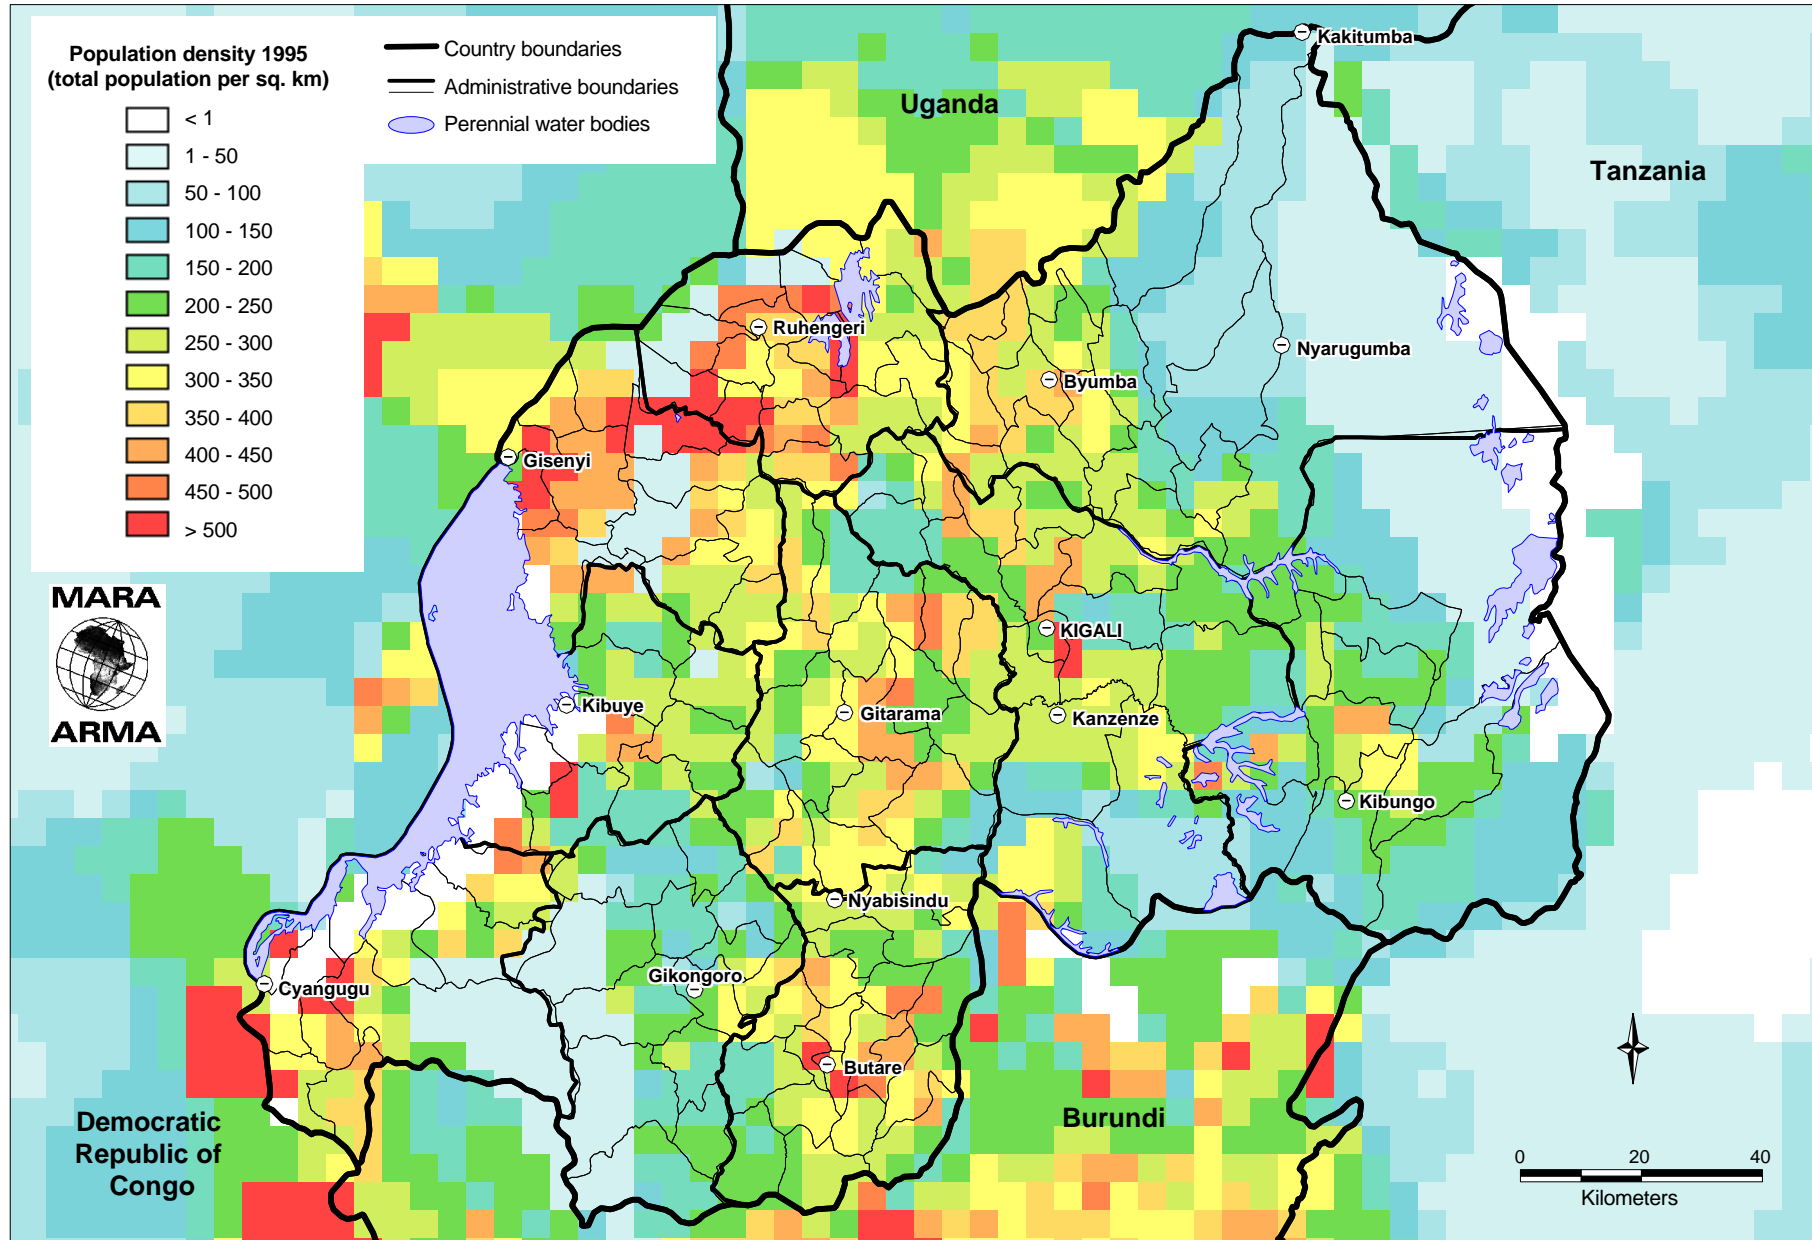 Population density 1995
(total population per sq. km)
< 1
1 - 50
50 - 100
100 - 150
150 - 200
200 - 250
250 - 300
300 - 350
350 - 400
400 - 450
450 - 500
> 500
Country boundaries
Administrative boundaries
Perennial water bodies
MARA
ARMA
Uganda
Tanzania
Kakitumba
Ruhengeri
Nyarugumba
Byumba
Gisenyi
KIGALI
Kibuye
Gitarama
Kanzenze
Kibungo
Nyabisindu
Gikongoro
Cyangugu
Butare
Burundi
Democratic
Republic of
Congo
0 20 40
Kilometers